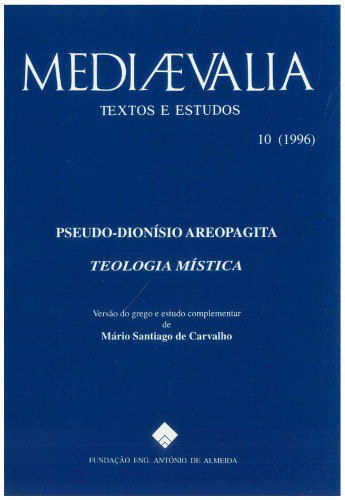 MEDIÆVALIA
TEXTOS E ESTUDOS
10 (1996)
PSEUDO-DIONÍSIO AREOPAGITA
TEOLOGIA MÍSTICA
Versão do grego e estudo complementar
de
Mário Santiago de Carvalho
FUNDAÇÃO ENG. ANTÓNIO DE ALMEIDA